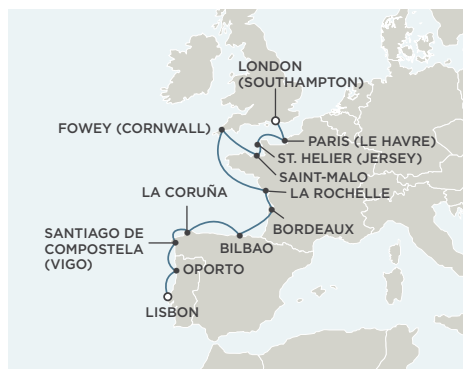 LONDON
(SOUTHAMPTON)
FOWEY (CORNWALL)
PARIS (LE HAVRE)
ST. HELIER (JERSEY)
SAINT-MALO
LA ROCHELLE
LA CORUÑA
BORDEAUX
SANTIAGO DE
COMPOSTELA
(VIGO)
BILBAO
OPORTO
LISBON